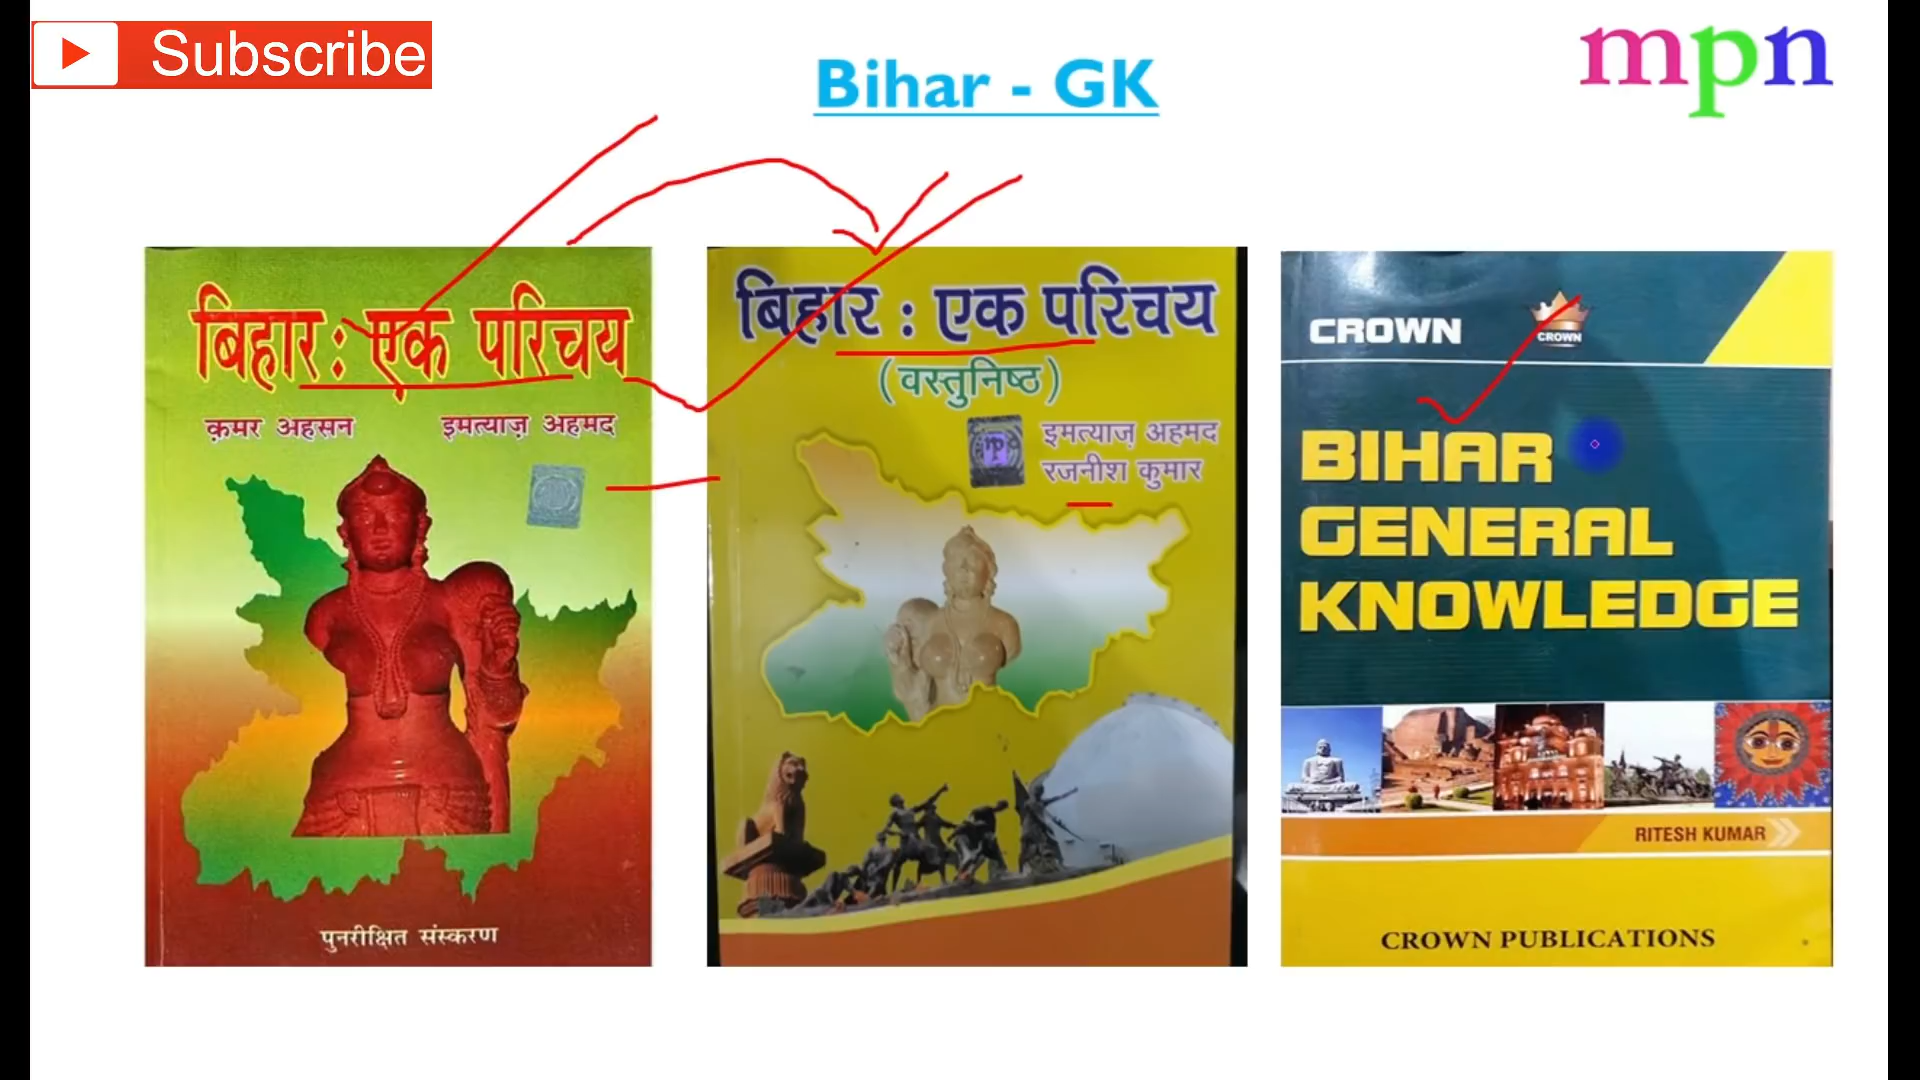 Subscribe
Bihar - GK
mpn
बिहार : एक परिचय
क़मर अहसन
इमत्याज़ अहमद
पुनरीक्षित संस्करण
बिहार : एक परिचय
(वस्तुनिष्ठ)
इमत्याज़ अहमद
रजनीश कुमार
CROWN
CROWN
BIHAR
GENERAL
KNOWLEDGE
RITESH KUMAR
CROWN PUBLICATIONS